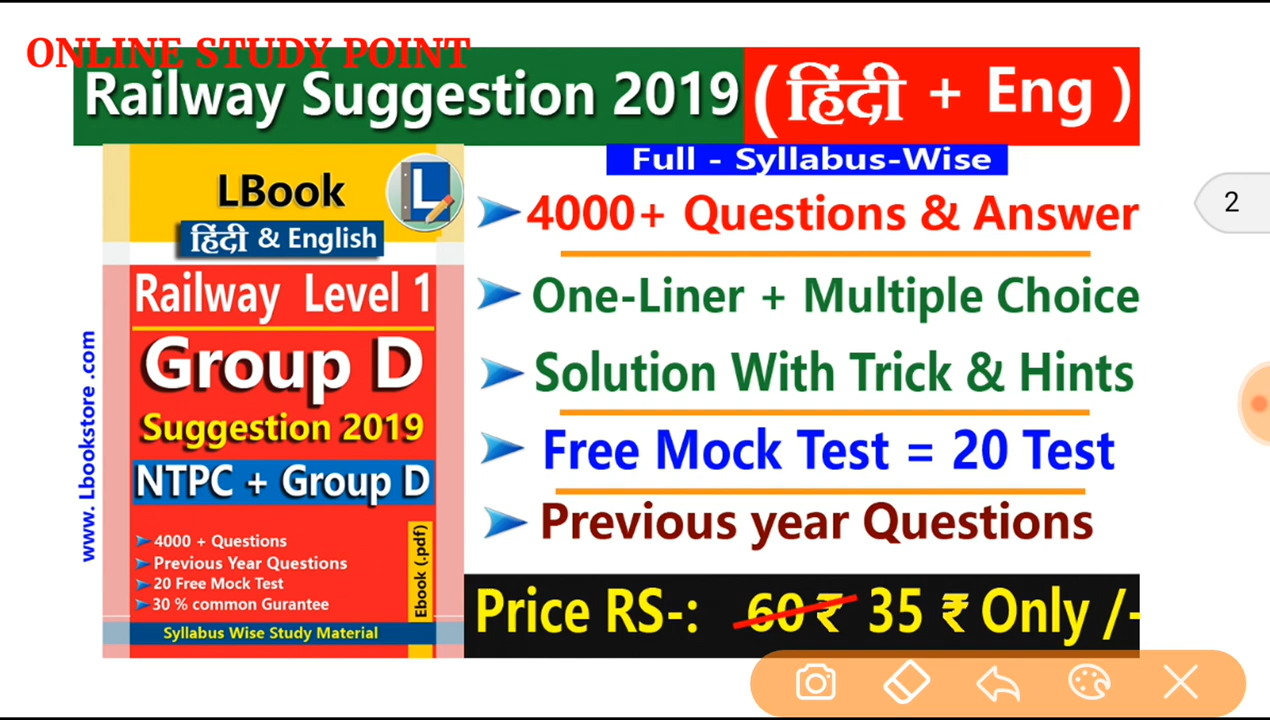 ONLINE STUDY POINT
Railway Suggestion 2019 (हिंदी + Eng )
Full - Syllabus-Wise
LBook
L
हिंदी & English
Railway Level 1
Group D
Suggestion 2019
NTPC + Group D
4000 + Questions
Previous Year Questions
20 Free Mock Test
30 % common Gurantee
Ebook (.pdf)
Syllabus Wise Study Material
www. Lbookstore .com
4000+ Questions & Answer
One-Liner + Multiple Choice
Solution With Trick & Hints
Free Mock Test = 20 Test
Previous year Questions
Price RS-: 60 ₹ 35 ₹ Only /-
2